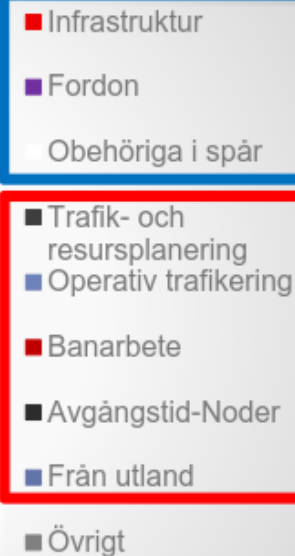 Infrastruktur
Fordon
Obehöriga i spår
Trafik- och
resursplanering
Operativ trafikering
Banarbete
Avgångstid-Noder
Från utland
Övrigt